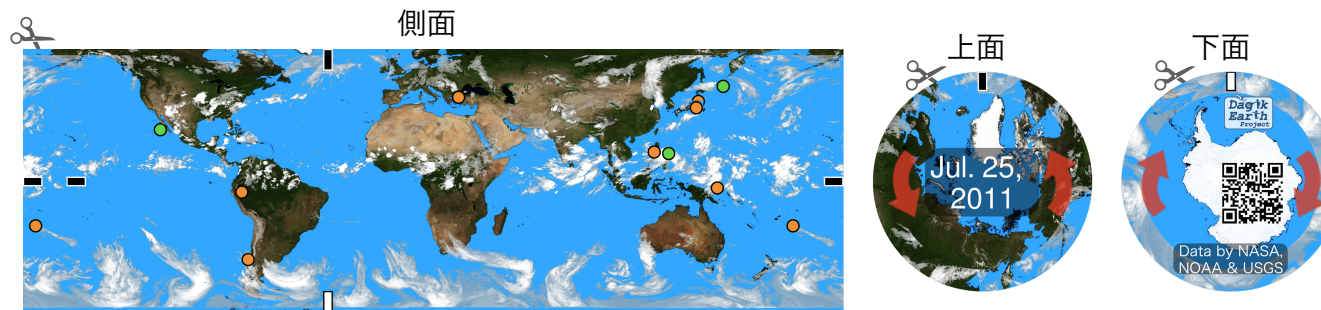 側面
上面
下面
Jul. 25,
2011
Dagik
Earth
Project
Data by NASA,
NOAA & USGS